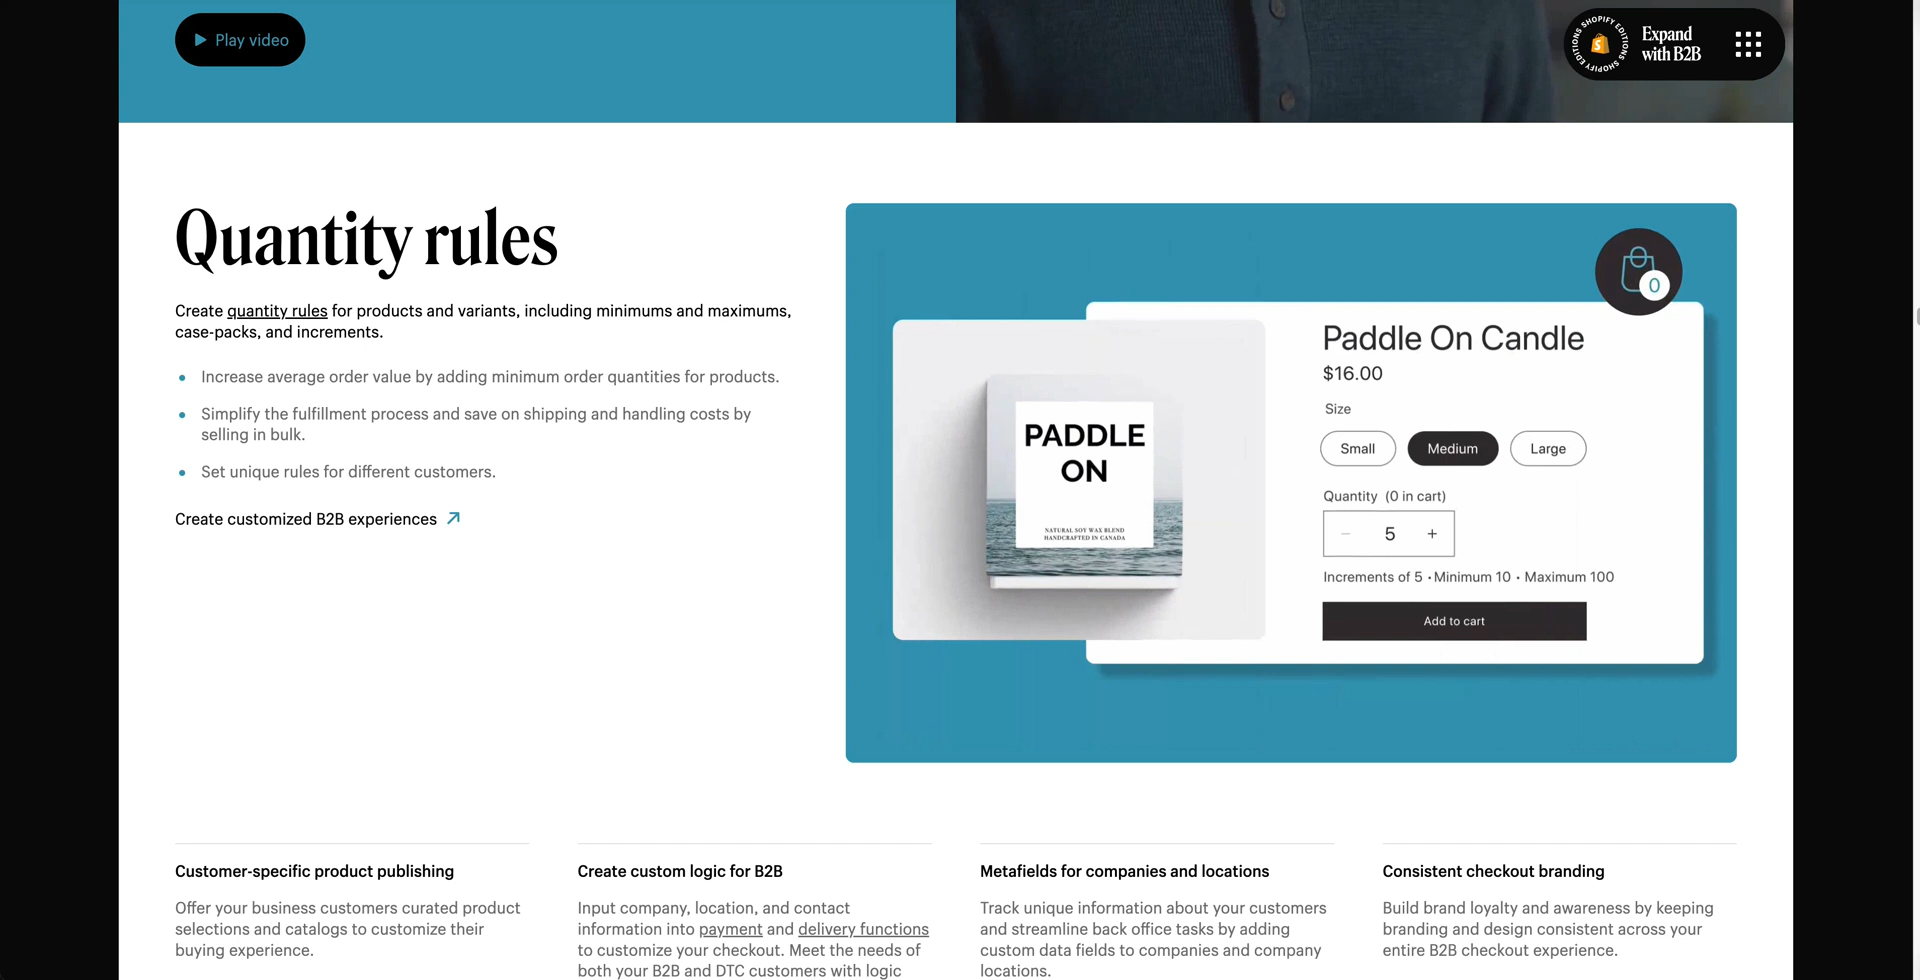 Play video
SHOPIFY EDITIONS SHOPIFY EDITIONS
Expand
with B2B
Quantity rules
Create quantity rules for products and variants, including minimums and maximums,
case-packs, and increments.
Increase average order value by adding minimum order quantities for products.
Simplify the fulfillment process and save on shipping and handling costs by
selling in bulk.
Set unique rules for different customers.
Create customized B2B experiences
0
PADDLE
ON
NATURAL SOY WAX BLEND
HANDCRAFTED IN CANADA
Paddle On Candle
$16.00
Size
Small Medium Large
Quantity (0 in cart)
− 5 +
Increments of 5 • Minimum 10 • Maximum 100
Add to cart
Customer-specific product publishing
Offer your business customers curated product
selections and catalogs to customize their
buying experience.
Create custom logic for B2B
Input company, location, and contact
information into payment and delivery functions
to customize your checkout. Meet the needs of
both your B2B and DTC customers with logic
Metafields for companies and locations
Track unique information about your customers
and streamline back office tasks by adding
custom data fields to companies and company
locations.
Consistent checkout branding
Build brand loyalty and awareness by keeping
branding and design consistent across your
entire B2B checkout experience.